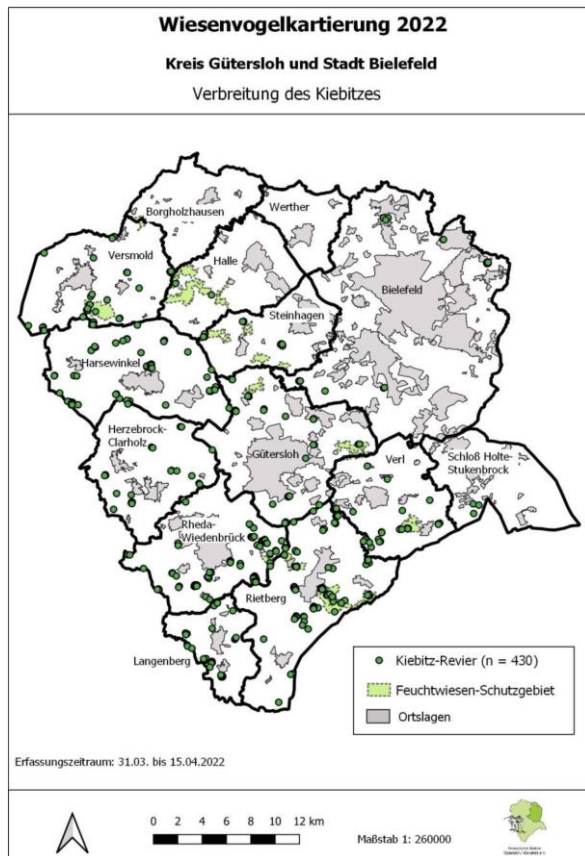 Wiesenvogelkartierung 2022
Kreis Gütersloh und Stadt Bielefeld
Verbreitung des Kiebitzes
Borgholzhausen
Werther
Versmold
Halle
Bielefeld
Steinhagen
Harsewinkel
Herzebrock-
Clarholz
Gütersloh
Verl
Schloß Holte-
Stukenbrock
Rheda-
Wiedenbrück
Rietberg
Langenberg
Kiebitz-Revier (n = 430)
Feuchtwiesen-Schutzgebiet
Ortslagen
Erfassungszeitraum: 31.03. bis 15.04.2022
0 2 4 6 8 10 12 km
Maßstab 1: 260000